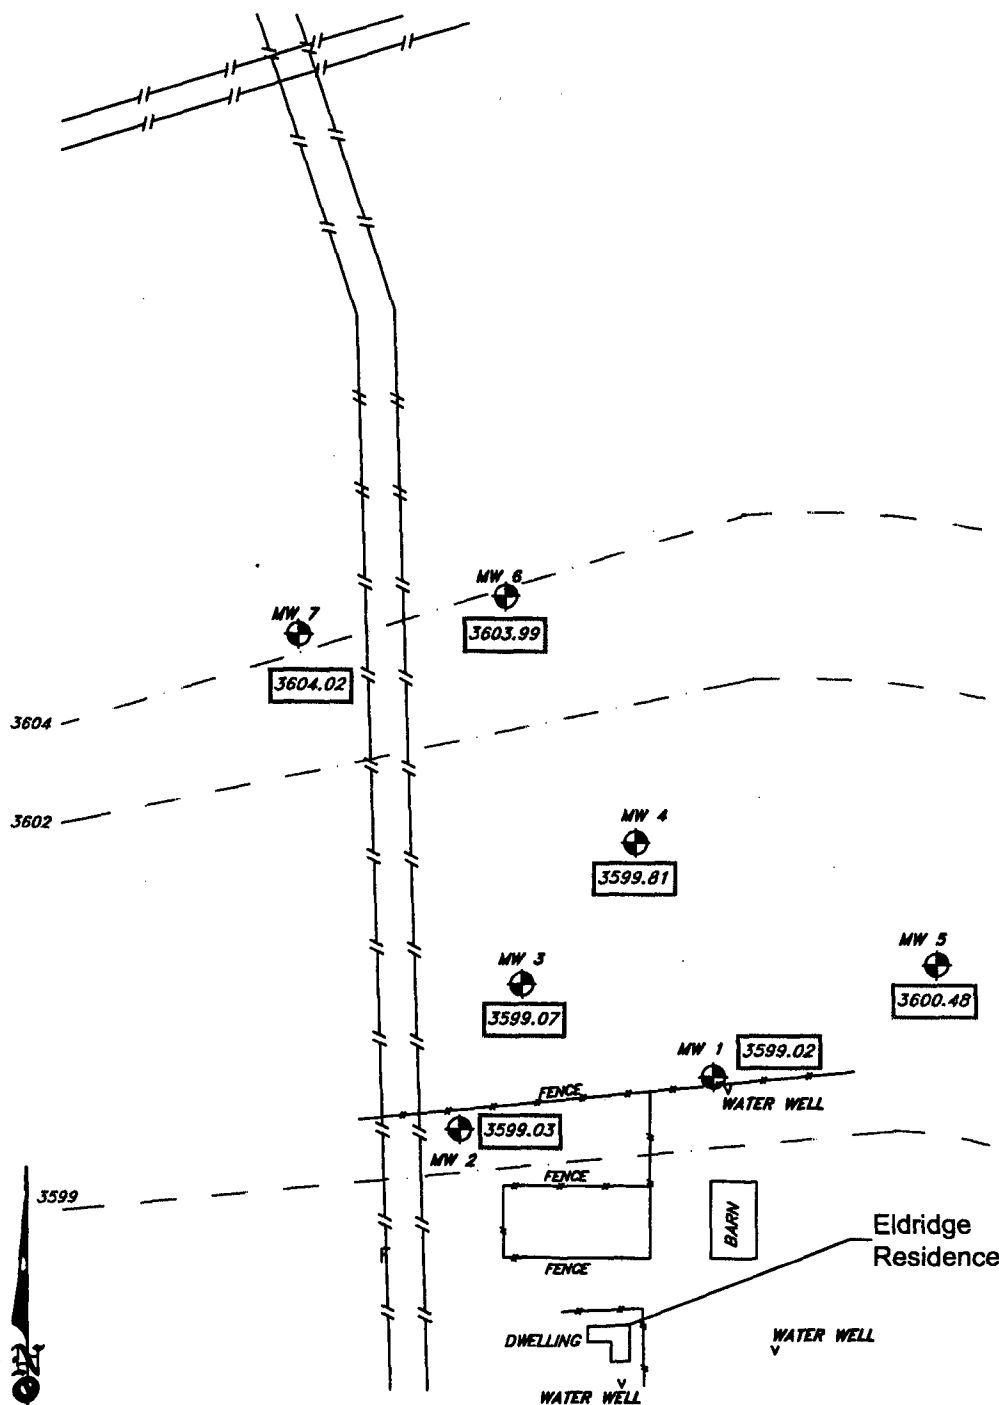 MW 6
3603.99
MW 7
3604.02
3604
3602
MW 4
3599.81
MW 5
3600.48
MW 3
3599.07
MW 1
3599.02
FENCE
WATER WELL
3599.03
MW 2
FENCE
3599
BARN
Eldridge
Residence
FENCE
DWELLING
WATER WELL
WATER WELL